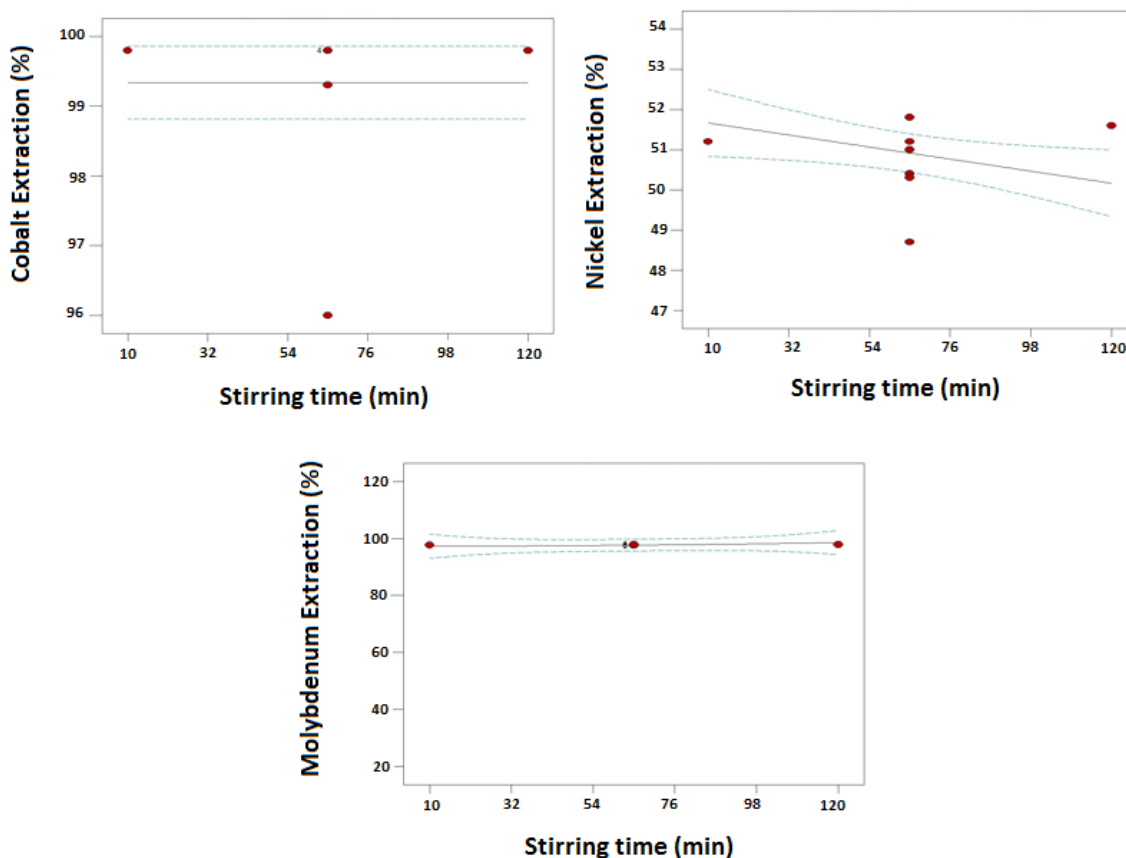 Cobalt Extraction (%)
100
99
98
97
96
4
10 32 54 76 98 120
Stirring time (min)
Nickel Extraction (%)
54
53
52
51
50
49
48
47
10 32 54 76 98 120
Stirring time (min)
Molybdenum Extraction (%)
120
100
80
60
40
20
10 32 54 76 98 120
Stirring time (min)